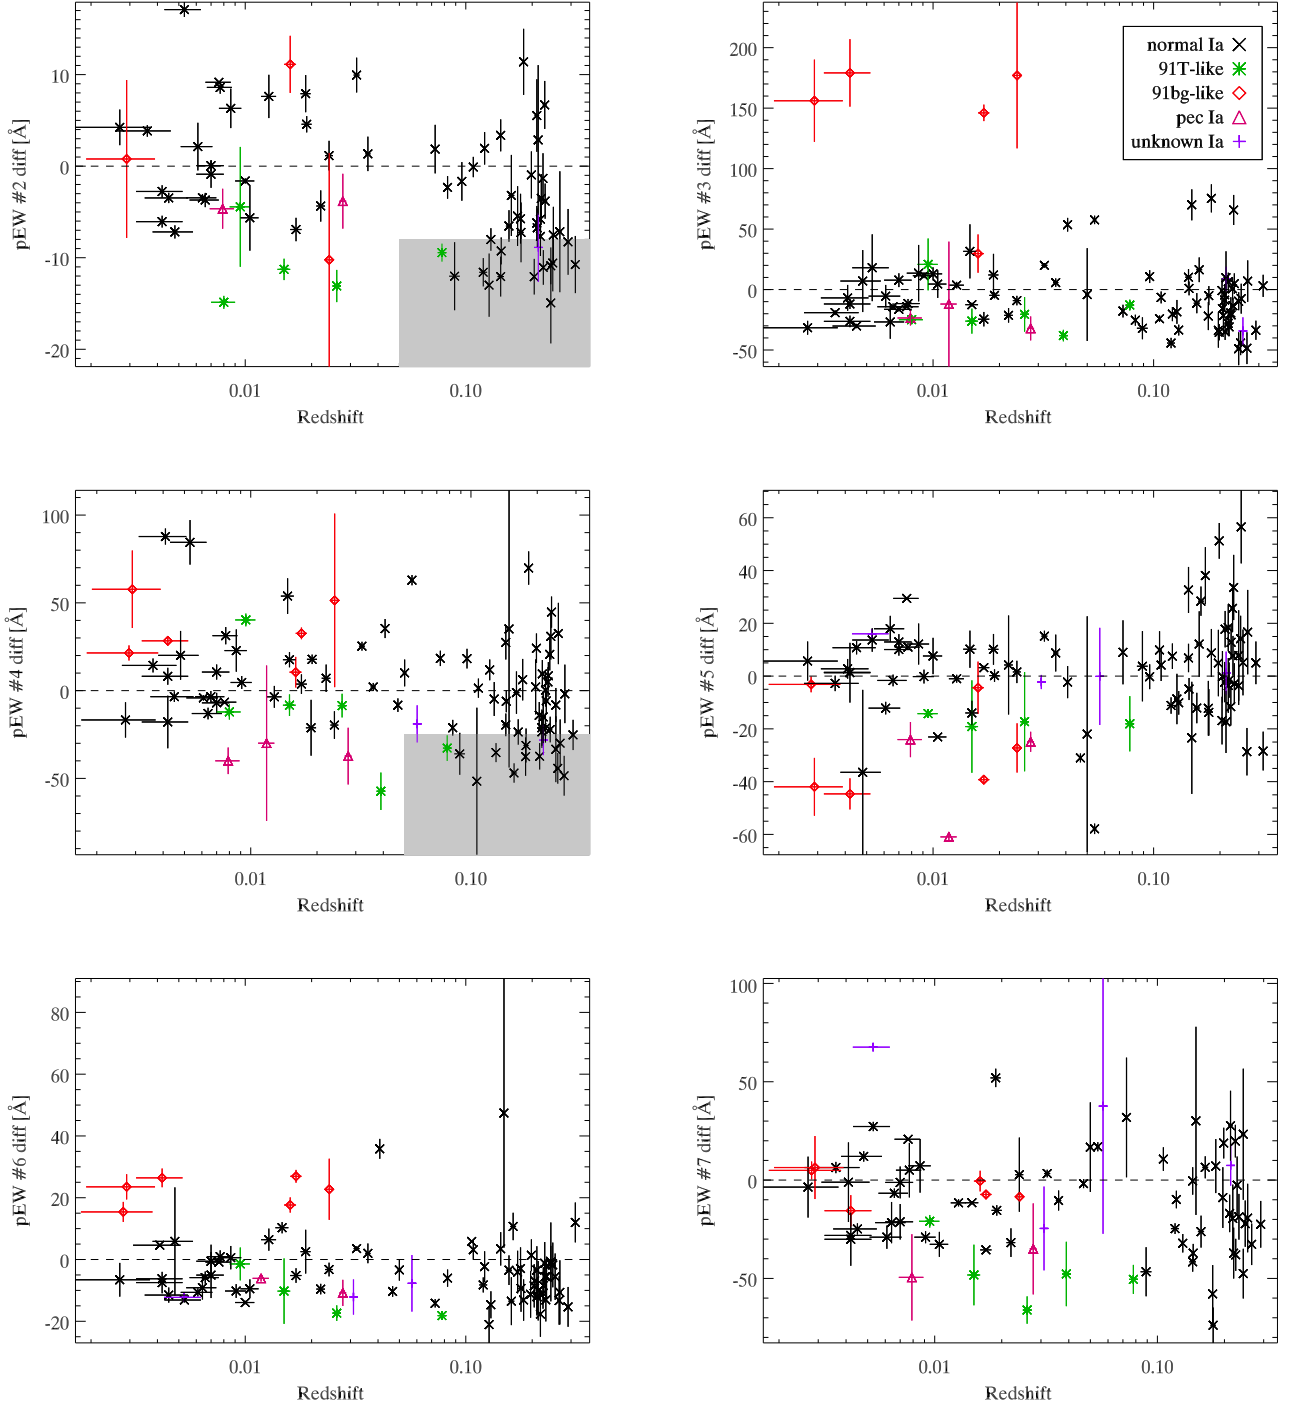 10
0
-10
-20
pEW #2 diff [Å]
0.01
0.10
Redshift
200
150
100
50
0
-50
pEW #3 diff [Å]
normal Ia
91T-like
91bg-like
pec Ia
unknown Ia
0.01
0.10
Redshift
100
50
0
-50
pEW #4 diff [Å]
0.01
0.10
Redshift
60
40
20
0
-20
-40
-60
pEW #5 diff [Å]
0.01
0.10
Redshift
80
60
40
20
0
-20
pEW #6 diff [Å]
0.01
0.10
Redshift
100
50
0
-50
pEW #7 diff [Å]
0.01
0.10
Redshift